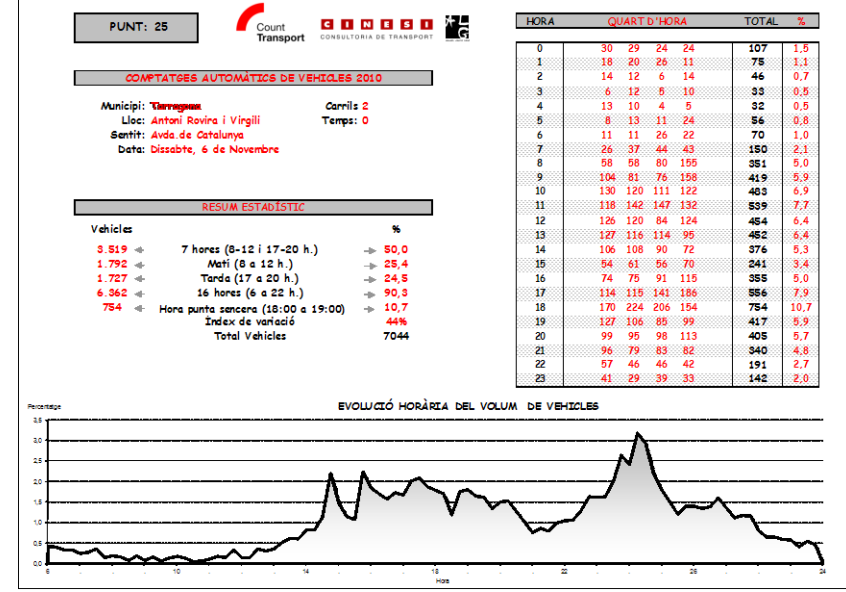 PUNT: 25
Count
Transport
CINESI
CONSULTORIA DE TRANSPORT
COMPTATGES AUTOMÀTICS DE VEHICLES 2010
Municipi: Tarragona
Carrils 2
Lloc: Antoni Rovira i Virgili
Temps: 0
Sentit: Avda.de Catalunya
Data: Dissabte, 6 de Novembre
RESUM ESTADÍSTIC
Vehicles %
3.519 7 hores (8-12 i 17-20 h.) 50,0
1.792 Matí (8 a 12 h.) 25,4
1.727 Tarda (17 a 20 h.) 24,5
6.362 16 hores (6 a 22 h.) 90,3
754 Hora punta sencera (18:00 a 19:00) 10,7
Índex de variació 44%
Total Vehicles 7044
HORA QUART D'HORA TOTAL %
0 30 29 24 24 107 1,5
1 18 20 26 11 75 1,1
2 14 12 6 14 46 0,7
3 6 12 5 10 33 0,5
4 13 10 4 5 32 0,5
5 8 13 11 24 56 0,8
6 11 11 26 22 70 1,0
7 26 37 44 43 150 2,1
8 58 58 80 155 351 5,0
9 104 81 76 158 419 5,9
10 130 120 111 122 483 6,9
11 118 142 147 132 539 7,7
12 126 120 84 124 454 6,4
13 127 116 114 95 452 6,4
14 106 108 90 72 376 5,3
15 54 61 56 70 241 3,4
16 74 75 91 115 355 5,0
17 114 115 141 186 556 7,9
18 170 224 206 154 754 10,7
19 127 106 85 99 417 5,9
20 99 95 98 113 405 5,7
21 96 79 83 82 340 4,8
22 57 46 46 42 191 2,7
23 41 29 39 33 142 2,0
EVOLUCIÓ HORÀRIA DEL VOLUM DE VEHICLES
Percentatge
3,5
3,0
2,5
2,0
1,5
1,0
0,5
0,0
6 10 14 18 22 26 24
Hora